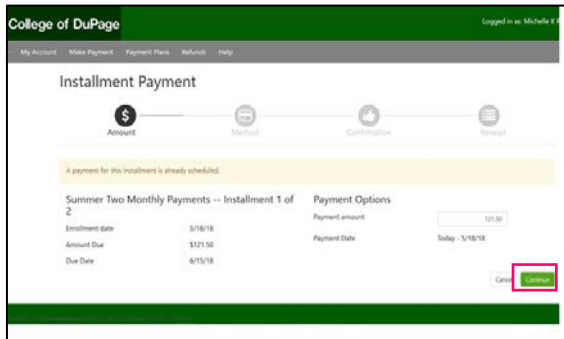 College of DuPage
Logged in as: Michelle K
My Account Make Payment Payment Plans Refunds Help
Installment Payment
Amount Method Confirmation Receipt
A payment for this installment is already scheduled.
Summer Two Monthly Payments -- Installment 1 of
2
Payment Options
Enrollment date 5/18/18
Payment amount 121.50
Amount Due $121.50
Payment Date Today - 5/18/18
Due Date 6/15/18
Cancel Continue